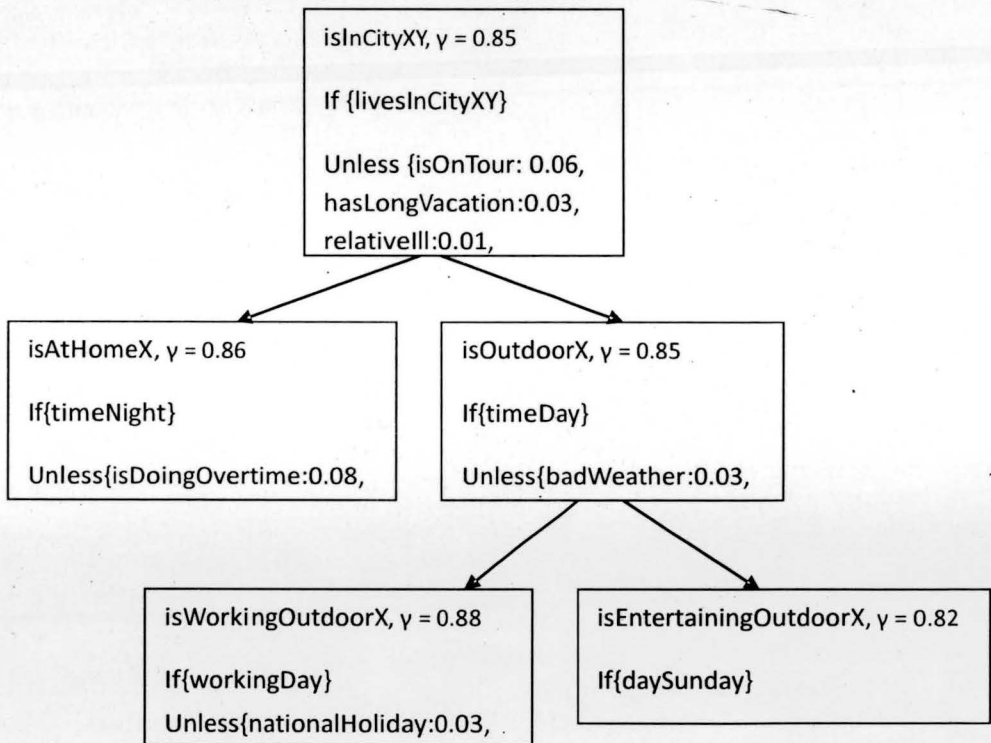 isInCityXY, γ = 0.85
If {livesInCityXY}
Unless {isOnTour: 0.06,
hasLongVacation:0.03,
relativeIll:0.01,
isAtHomeX, γ = 0.86
If{timeNight}
Unless{isDoingOvertime:0.08,
isOutdoorX, γ = 0.85
If{timeDay}
Unless{badWeather:0.03,
isWorkingOutdoorX, γ = 0.88
If{workingDay}
Unless{nationalHoliday:0.03,
isEntertainingOutdoorX, γ = 0.82
If{daySunday}